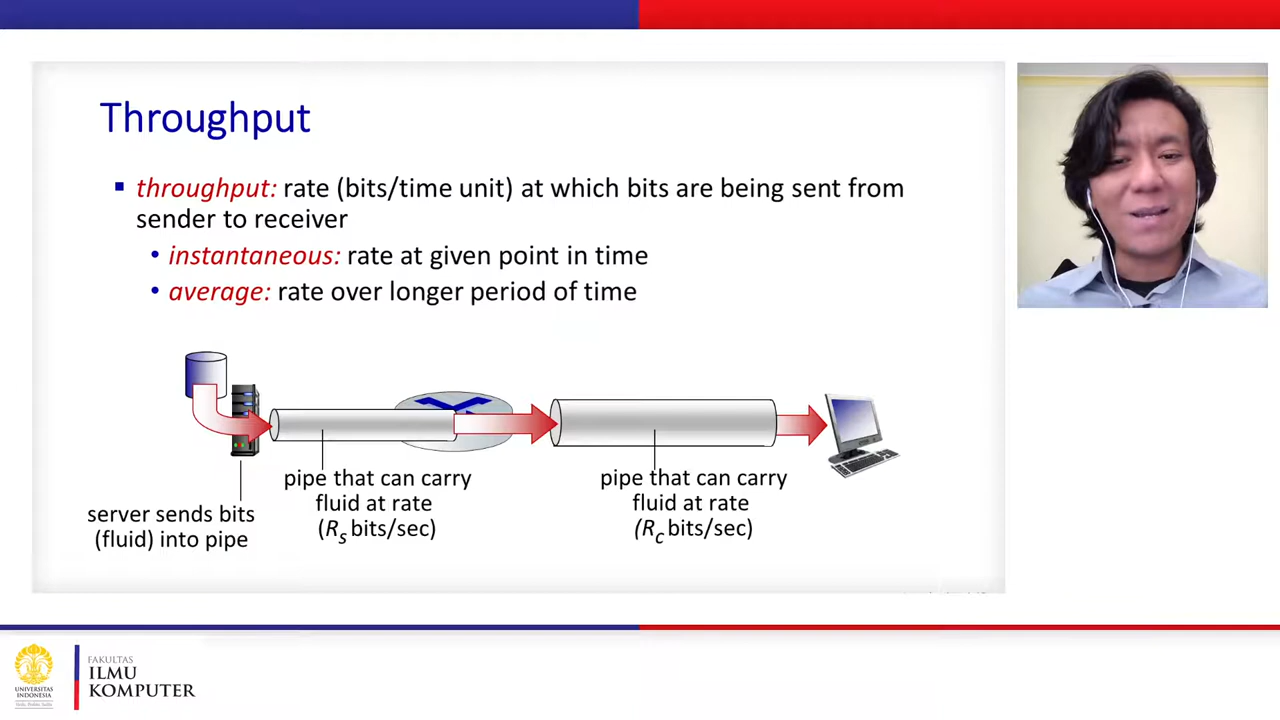 Throughput
▪ throughput: rate (bits/time unit) at which bits are being sent from
sender to receiver
• instantaneous: rate at given point in time
• average: rate over longer period of time
server sends bits
(fluid) into pipe
pipe that can carry
fluid at rate
(Rs bits/sec)
pipe that can carry
fluid at rate
(Rc bits/sec)
UNIVERSITAS
INDONESIA
FAKULTAS
ILMU
KOMPUTER